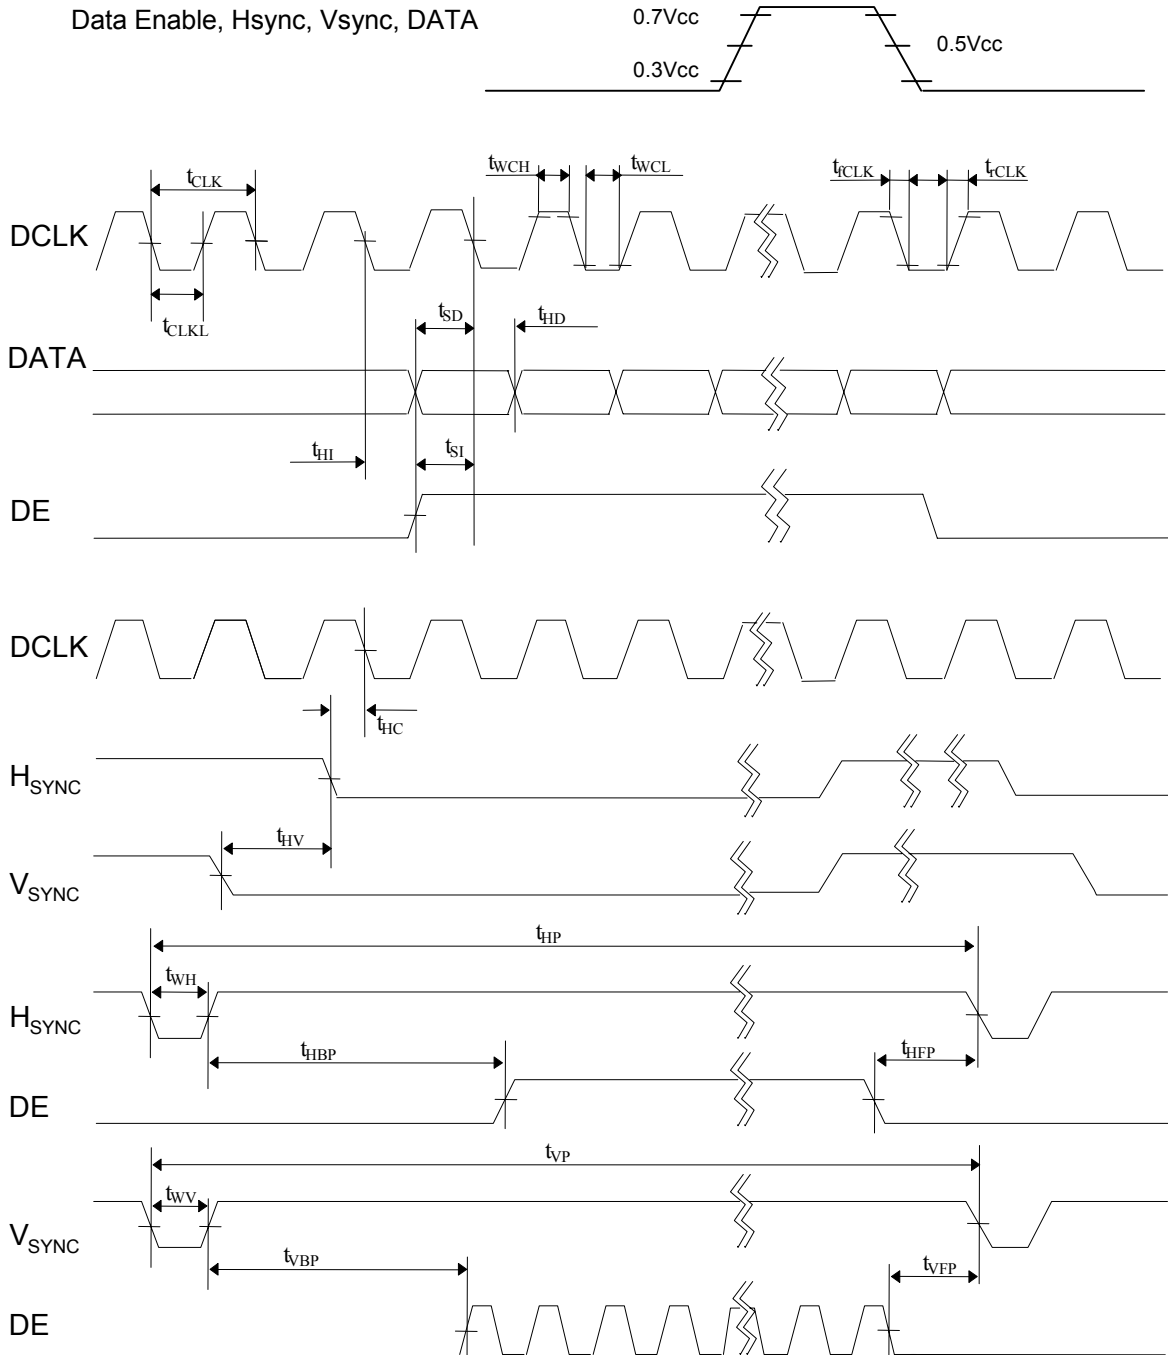 Data Enable, Hsync, Vsync, DATA
0.7Vcc
0.5Vcc
0.3Vcc
tCLK
tWCH
tWCL
tfCLK
trCLK
DCLK
tCLKL
tSD
tHD
DATA
tHI
tSI
DE
DCLK
tHC
HSYNC
tHV
VSYNC
tHP
tWH
HSYNC
tHBP
tHFP
DE
tVP
tWV
VSYNC
tVBP
tVFP
DE